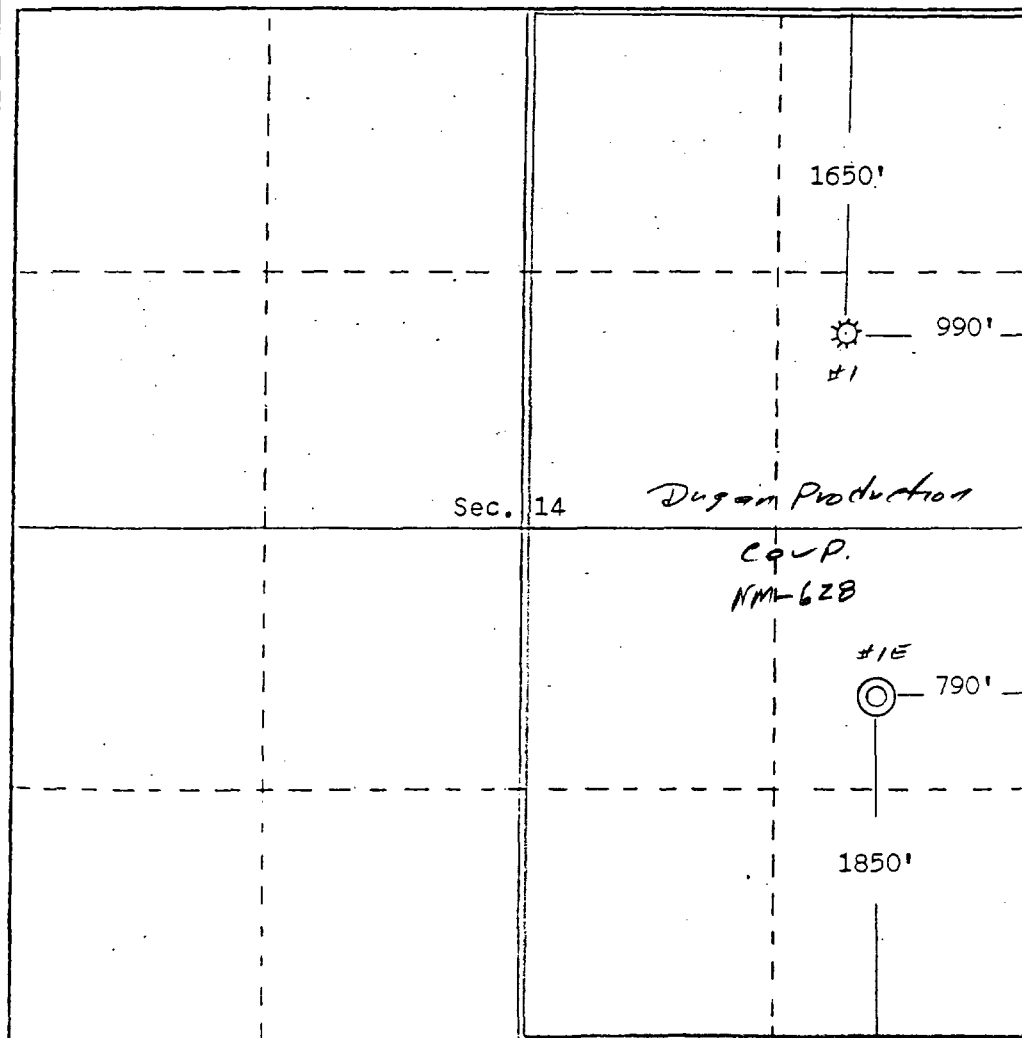 1650'
990'
#1
Sec. 14
Dugan Production
Corp.
NM-628
#1E
790'
1850'